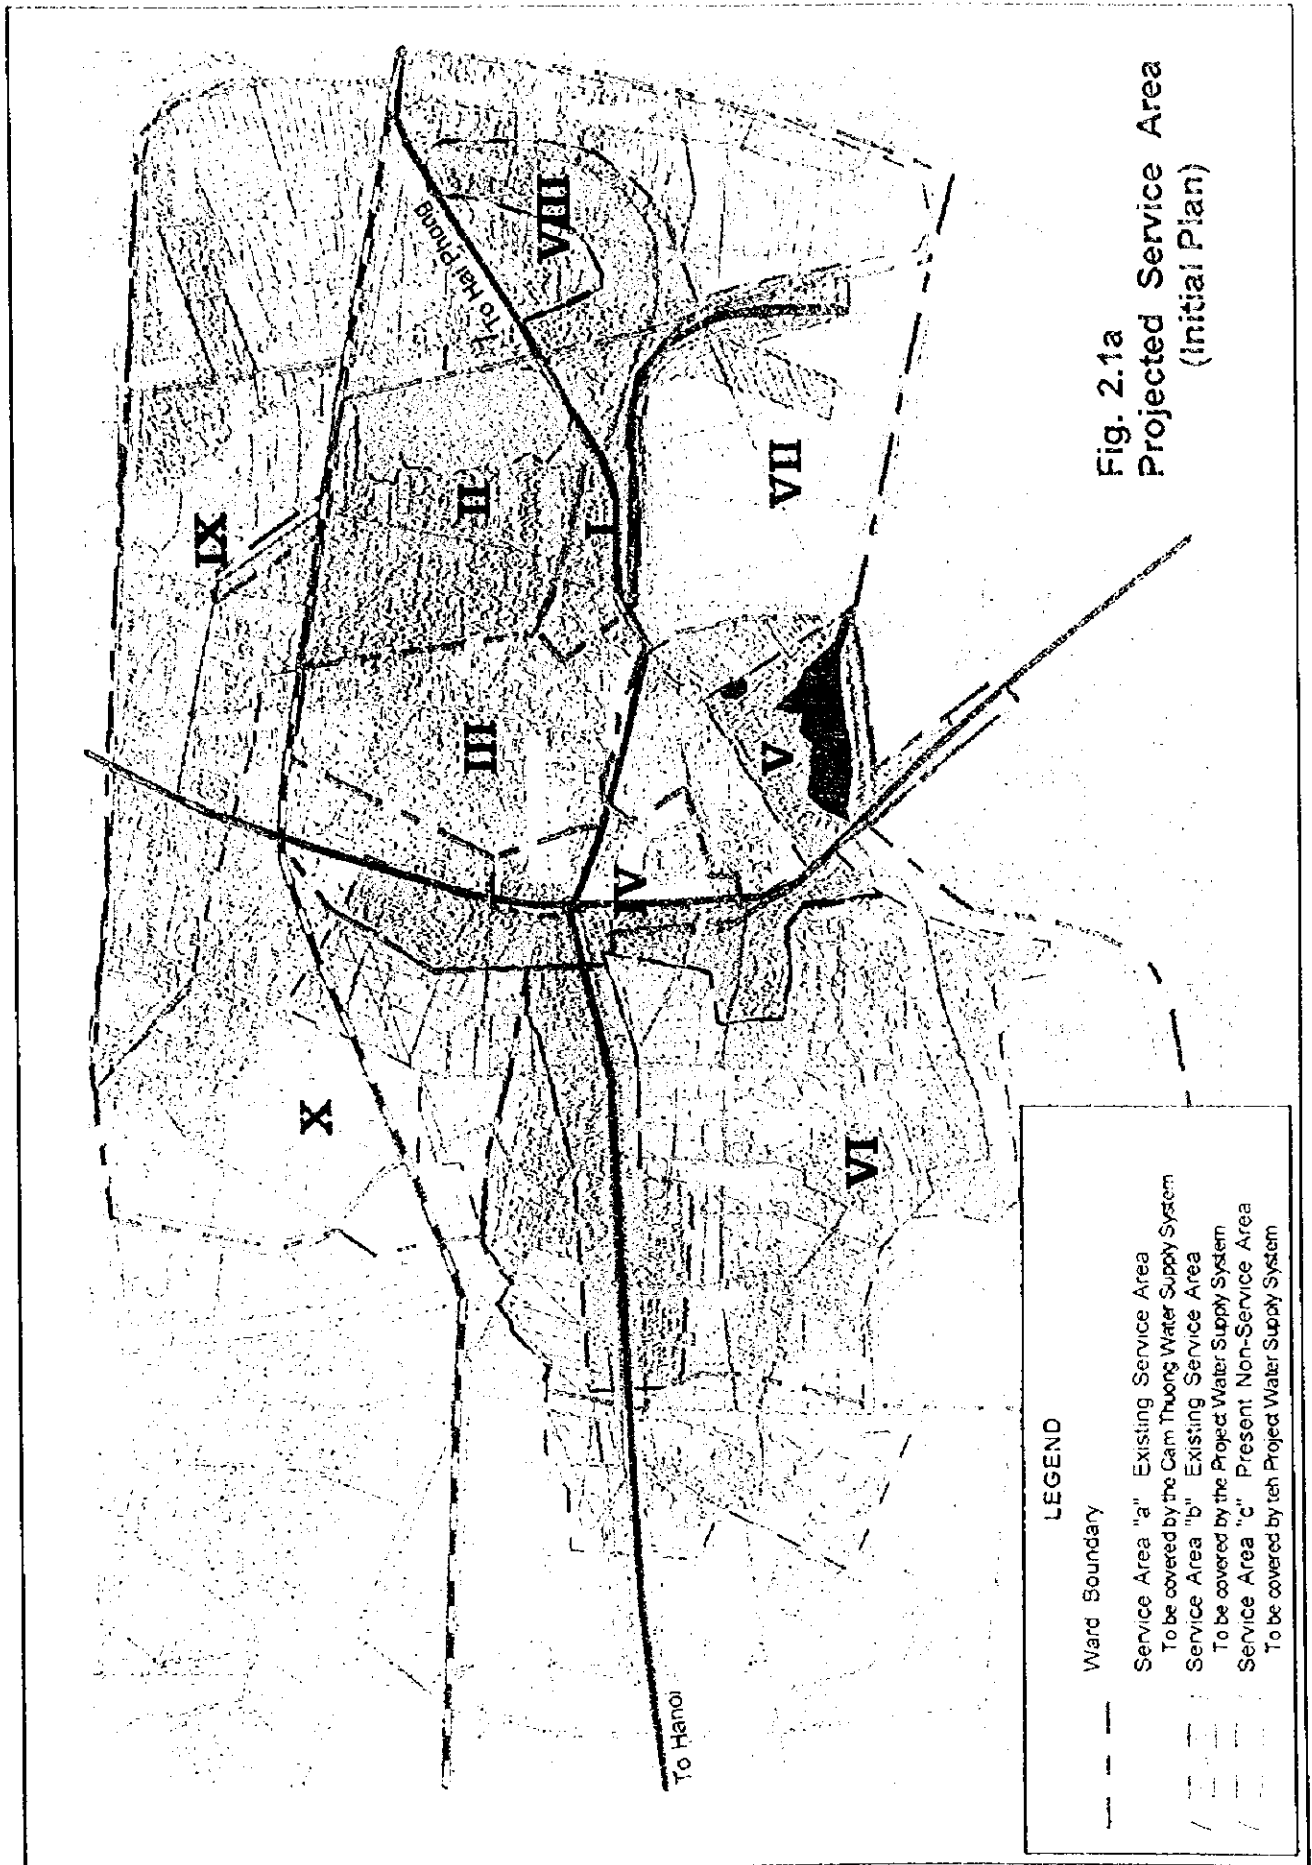 Fig. 2.1a
Projected Service Area
(Initial Plan)
IX
X
VIII
To Hai Phong
II
I
III
IV
VII
V
VI
To Hanoi
LEGEND
Ward Boundary
Service Area "a" Existing Service Area
To be covered by the Cam Thuong Water Supply System
Service Area "b" Existing Service Area
To be covered by the Project Water Supply System
Service Area "c" Present Non-Service Area
To be covered by teh Project Water Supply System